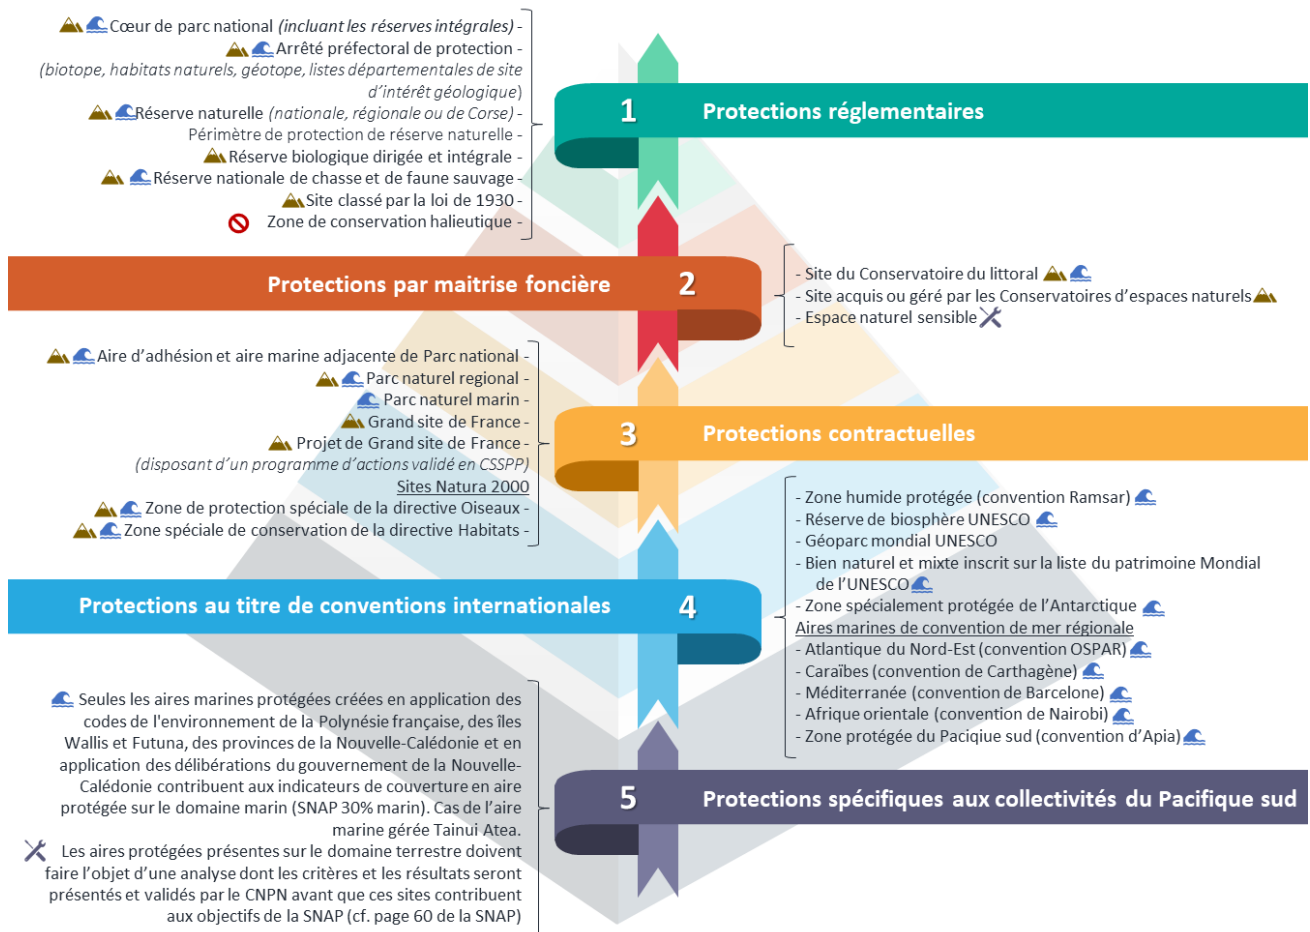 Cœur de parc national (incluant les réserves intégrales) -
Arrêté préfectoral de protection -
(biotope, habitats naturels, géotope, listes départementales de site
d'intérêt géologique)
Réserve naturelle (nationale, régionale ou de Corse) -
Périmètre de protection de réserve naturelle -
Réserve biologique dirigée et intégrale -
Réserve nationale de chasse et de faune sauvage -
Site classé par la loi de 1930 -
Zone de conservation halieutique -
1 Protections réglementaires
Protections par maitrise foncière 2
- Site du Conservatoire du littoral
- Site acquis ou géré par les Conservatoires d'espaces naturels
- Espace naturel sensible
Aire d'adhésion et aire marine adjacente de Parc national -
Parc naturel regional -
Parc naturel marin -
Grand site de France -
Projet de Grand site de France -
(disposant d'un programme d'actions validé en CSSPP)
Sites Natura 2000
Zone de protection spéciale de la directive Oiseaux -
Zone spéciale de conservation de la directive Habitats -
3 Protections contractuelles
Protections au titre de conventions internationales 4
- Zone humide protégée (convention Ramsar)
- Réserve de biosphère UNESCO
- Géoparc mondial UNESCO
- Bien naturel et mixte inscrit sur la liste du patrimoine Mondial
de l'UNESCO
- Zone spécialement protégée de l'Antarctique
Aires marines de convention de mer régionale
- Atlantique du Nord-Est (convention OSPAR)
- Caraïbes (convention de Carthagène)
- Méditerranée (convention de Barcelone)
- Afrique orientale (convention de Nairobi)
- Zone protégée du Paciqiue sud (convention d'Apia)
Seules les aires marines protégées créées en application des
codes de l'environnement de la Polynésie française, des îles
Wallis et Futuna, des provinces de la Nouvelle-Calédonie et en
application des délibérations du gouvernement de la Nouvelle-
Calédonie contribuent aux indicateurs de couverture en aire
protégée sur le domaine marin (SNAP 30% marin). Cas de l'aire
marine gérée Tainui Atea.
Les aires protégées présentes sur le domaine terrestre doivent
faire l'objet d'une analyse dont les critères et les résultats seront
présentés et validés par le CNPN avant que ces sites contribuent
aux objectifs de la SNAP (cf. page 60 de la SNAP)
5 Protections spécifiques aux collectivités du Pacifique sud